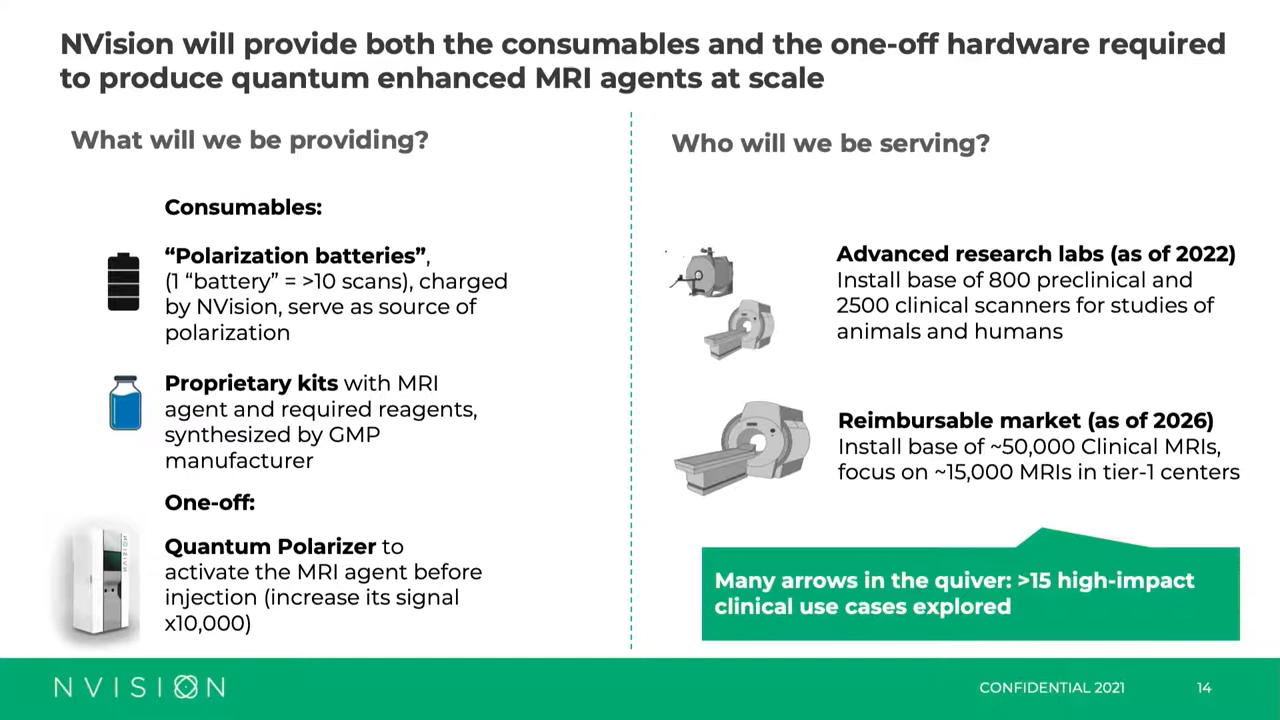 NVision will provide both the consumables and the one-off hardware required
to produce quantum enhanced MRI agents at scale
What will we be providing?
Consumables:
“Polarization batteries”,
(1 “battery” = >10 scans), charged
by NVision, serve as source of
polarization
Proprietary kits with MRI
agent and required reagents,
synthesized by GMP
manufacturer
One-off:
NVISION
Quantum Polarizer to
activate the MRI agent before
injection (increase its signal
x10,000)
Who will we be serving?
Advanced research labs (as of 2022)
Install base of 800 preclinical and
2500 clinical scanners for studies of
animals and humans
Reimbursable market (as of 2026)
Install base of ~50,000 Clinical MRIs,
focus on ~15,000 MRIs in tier-1 centers
Many arrows in the quiver: >15 high-impact
clinical use cases explored
NVISION
CONFIDENTIAL 2021
14